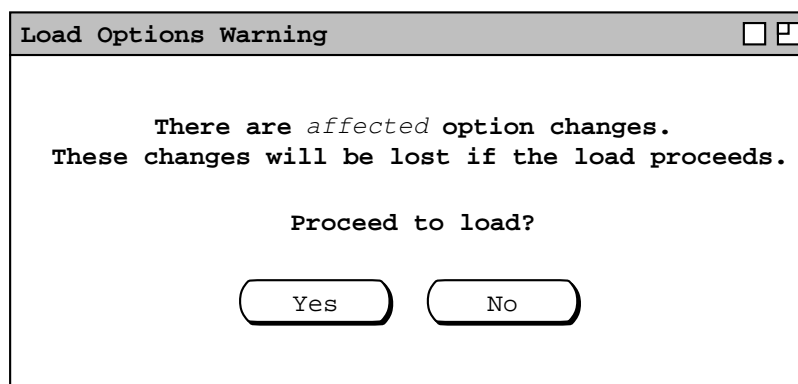 Load Options Warning
There are affected option changes.
These changes will be lost if the load proceeds.
Proceed to load?
Yes
No